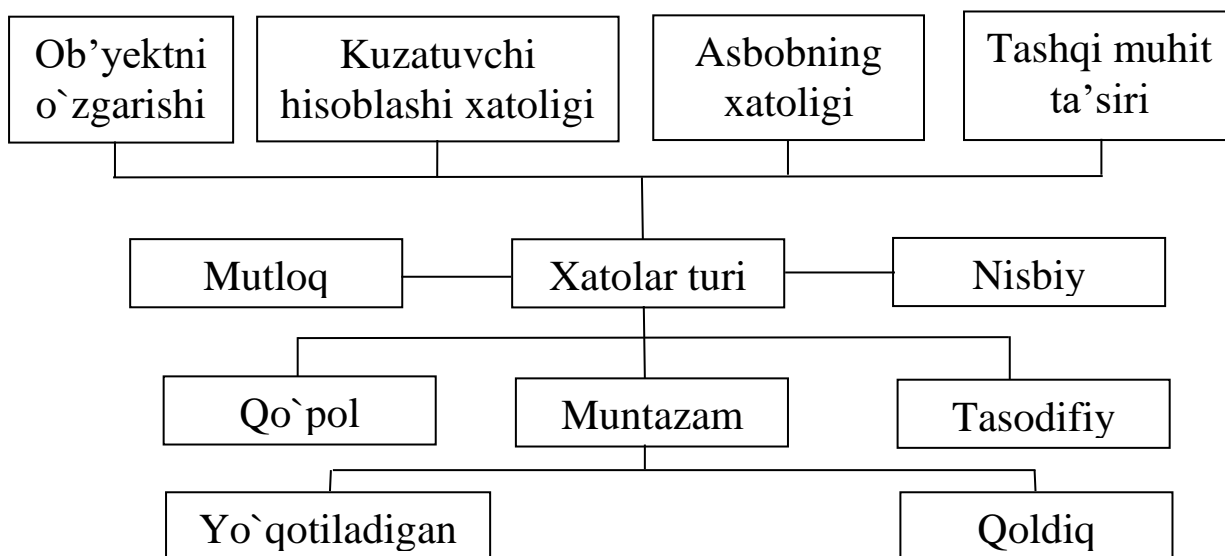 Ob’yektni
o`zgarishi
Kuzatuvchi
hisoblashi xatoligi
Asbobning
xatoligi
Tashqi muhit
ta’siri
Mutloq
Xatolar turi
Nisbiy
Qo`pol
Muntazam
Tasodifiy
Yo`qotiladigan
Qoldiq